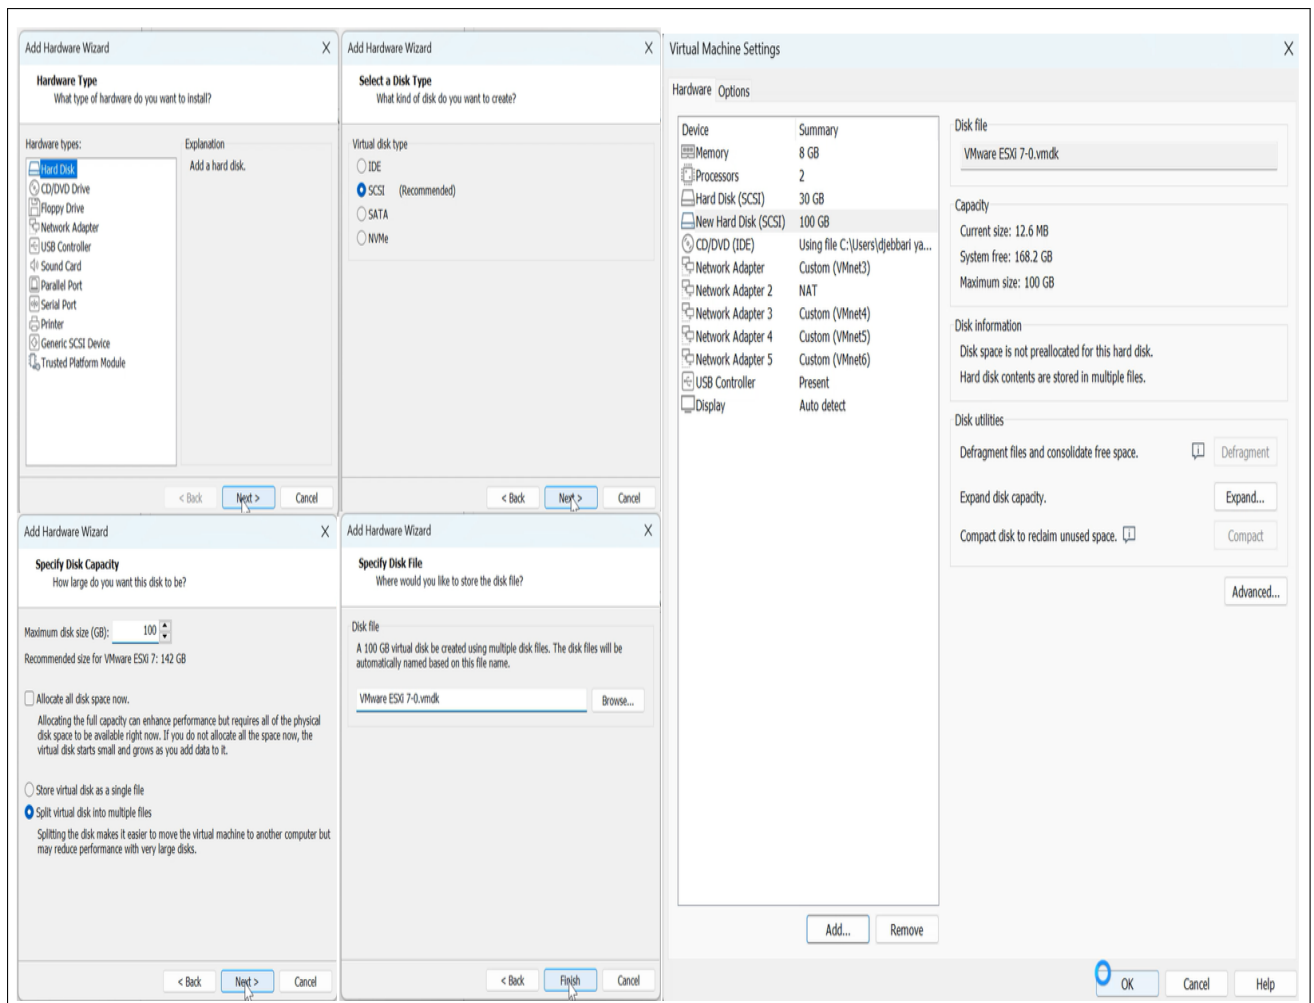 Add Hardware Wizard X
Hardware Type
What type of hardware do you want to install?
Hardware types:
Hard Disk
CD/DVD Drive
Floppy Drive
Network Adapter
USB Controller
Sound Card
Parallel Port
Serial Port
Printer
Generic SCSI Device
Trusted Platform Module
Explanation
Add a hard disk.
< Back Next > Cancel
Add Hardware Wizard X
Select a Disk Type
What kind of disk do you want to create?
Virtual disk type
IDE
SCSI (Recommended)
SATA
NVMe
< Back Next > Cancel
Add Hardware Wizard X
Specify Disk Capacity
How large do you want this disk to be?
Maximum disk size (GB): 100
Recommended size for VMware ESXi 7: 142 GB
Allocate all disk space now.
Allocating the full capacity can enhance performance but requires all of the physical
disk space to be available right now. If you do not allocate all the space now, the
virtual disk starts small and grows as you add data to it.
Store virtual disk as a single file
Split virtual disk into multiple files
Splitting the disk makes it easier to move the virtual machine to another computer but
may reduce performance with very large disks.
< Back Next > Cancel
Add Hardware Wizard X
Specify Disk File
Where would you like to store the disk file?
Disk file
A 100 GB virtual disk be created using multiple disk files. The disk files will be
automatically named based on this file name.
VMware ESXi 7-0.vmdk Browse...
< Back Finish Cancel
Virtual Machine Settings X
Hardware Options
Device Summary
Memory 8 GB
Processors 2
Hard Disk (SCSI) 30 GB
New Hard Disk (SCSI) 100 GB
CD/DVD (IDE) Using file C:\Users\djebbari ya...
Network Adapter Custom (VMnet3)
Network Adapter 2 NAT
Network Adapter 3 Custom (VMnet4)
Network Adapter 4 Custom (VMnet5)
Network Adapter 5 Custom (VMnet6)
USB Controller Present
Display Auto detect
Add... Remove
Disk file
VMware ESXi 7-0.vmdk
Capacity
Current size: 12.6 MB
System free: 168.2 GB
Maximum size: 100 GB
Disk information
Disk space is not preallocated for this hard disk.
Hard disk contents are stored in multiple files.
Disk utilities
Defragment files and consolidate free space. Defragment
Expand disk capacity. Expand...
Compact disk to reclaim unused space. Compact
Advanced...
OK Cancel Help